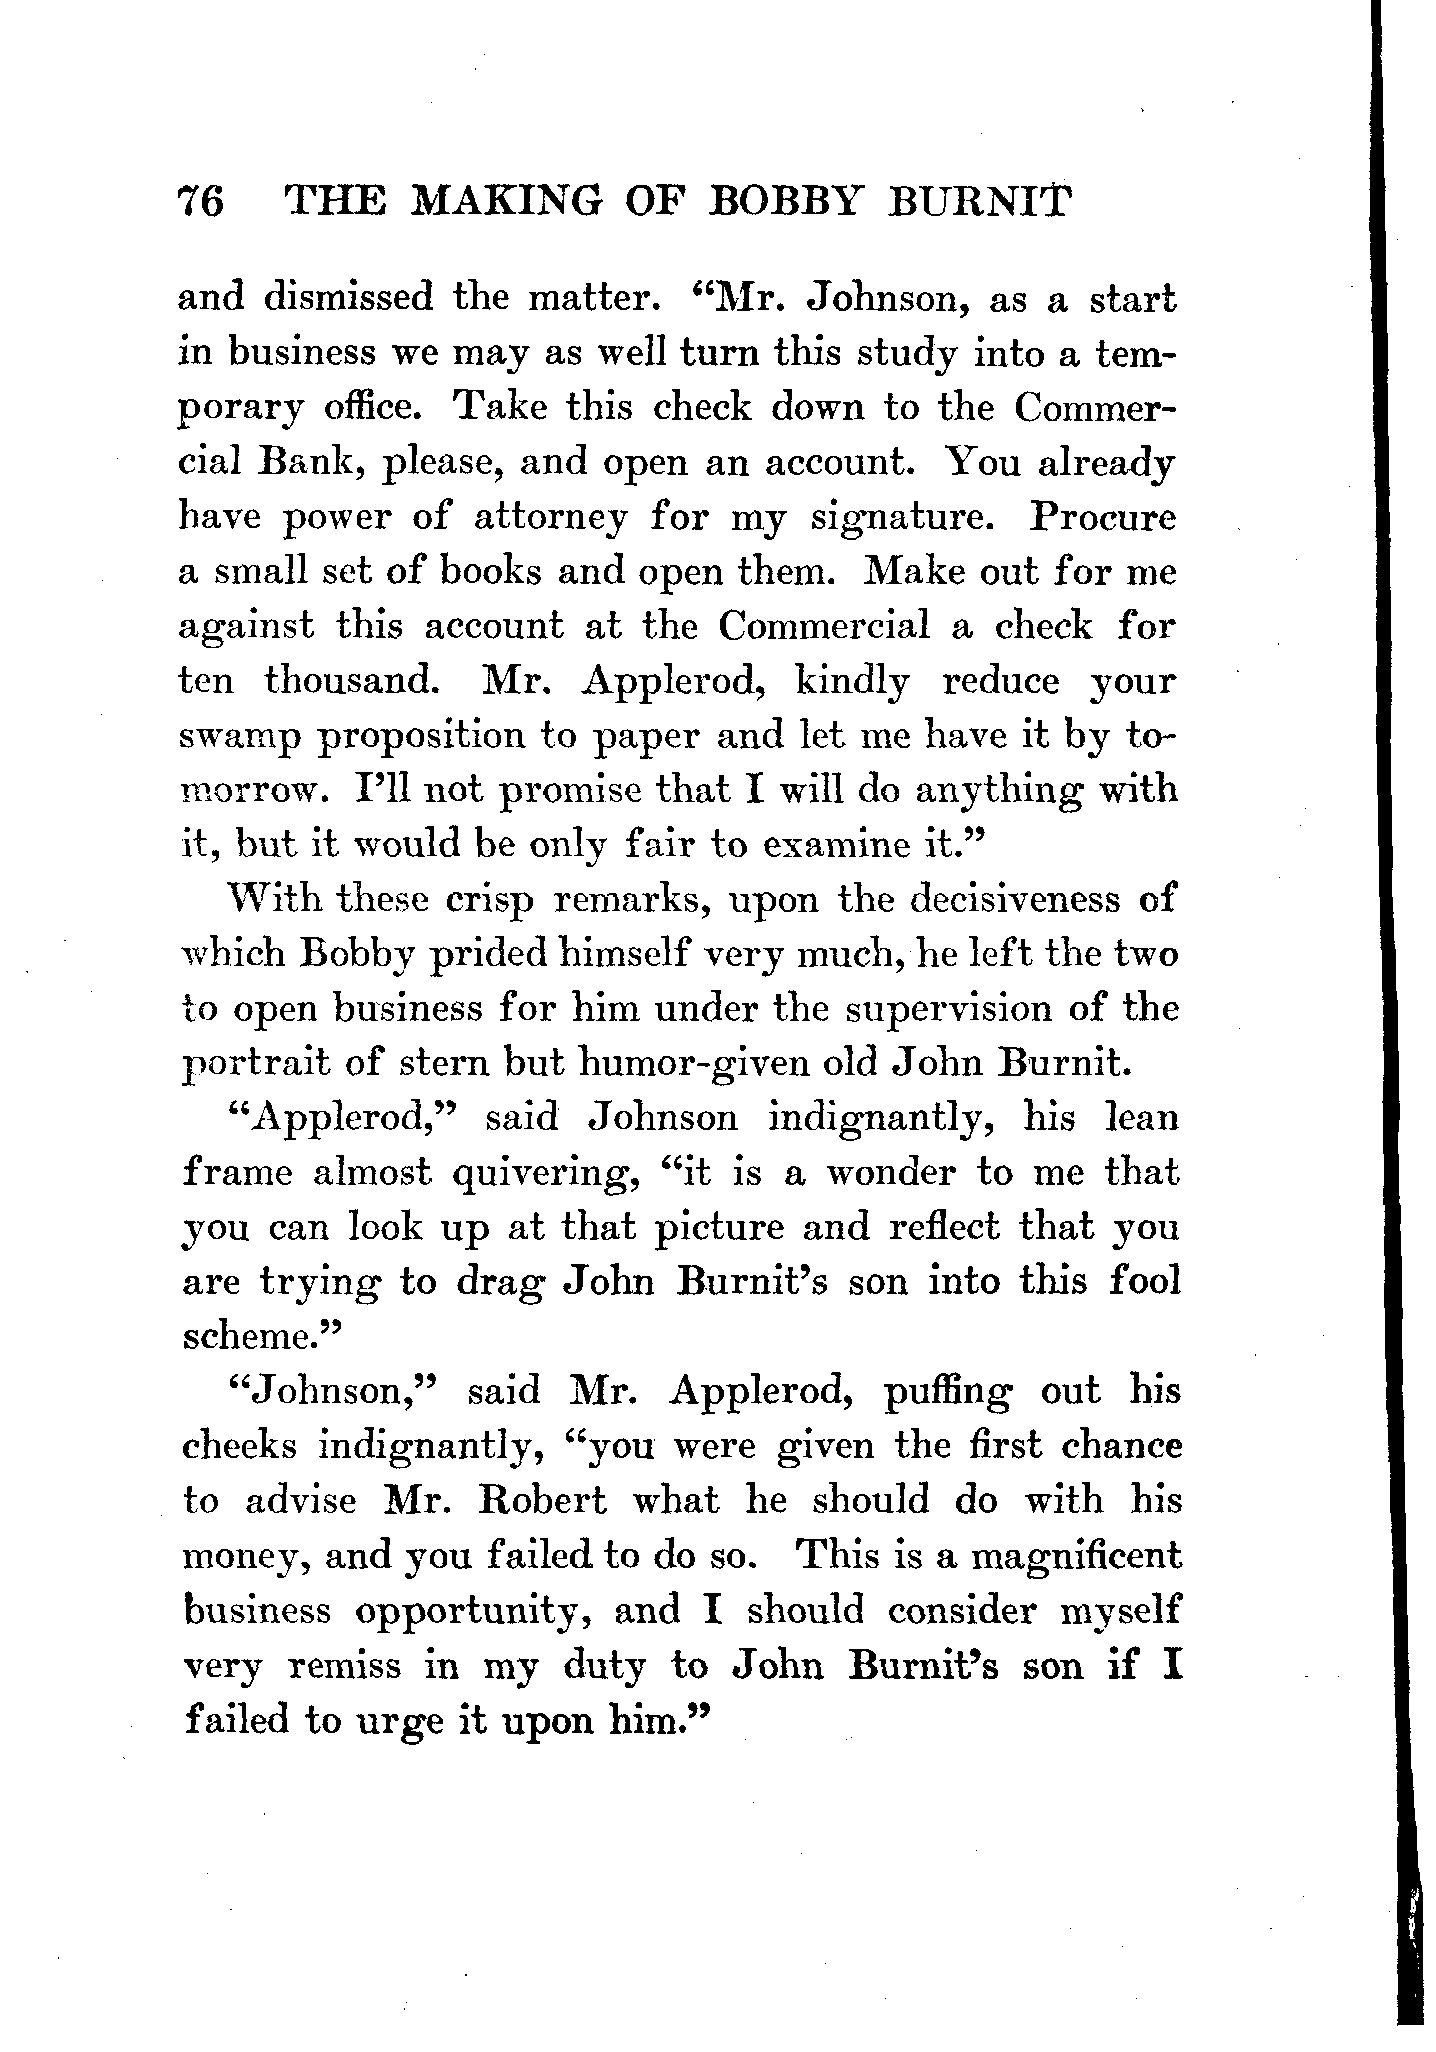 76 THE MAKING OF BOBBY BURNIT
and dismissed the matter. “Mr. Johnson, as a start
in business we may as well turn this study into a tem-
porary office. Take this check down to the Commer-
cial Bank, please, and open an account. You already
have power of attorney for my signature. Procure
a small set of books and open them. Make out for me
against this account at the Commercial a check for
ten thousand. Mr. Applerod, kindly reduce your
swamp proposition to paper and let me have it by to-
morrow. I’ll not promise that I will do anything with
it, but it would be only fair to examine it.”
With these crisp remarks, upon the decisiveness of
which Bobby prided himself very much, he left the two
to open business for him under the supervision of the
portrait of stern but humor-given old John Burnit.
“Applerod,” said Johnson indignantly, his lean
frame almost quivering, “it is a wonder to me that
you can look up at that picture and reflect that you
are trying to drag John Burnit’s son into this fool
scheme.”
“Johnson,” said Mr. Applerod, puffing out his
cheeks indignantly, “you were given the first chance
to advise Mr. Robert what he should do with his
money, and you failed to do so. This is a magnificent
business opportunity, and I should consider myself
very remiss in my duty to John Burnit’s son if I
failed to urge it upon him.”